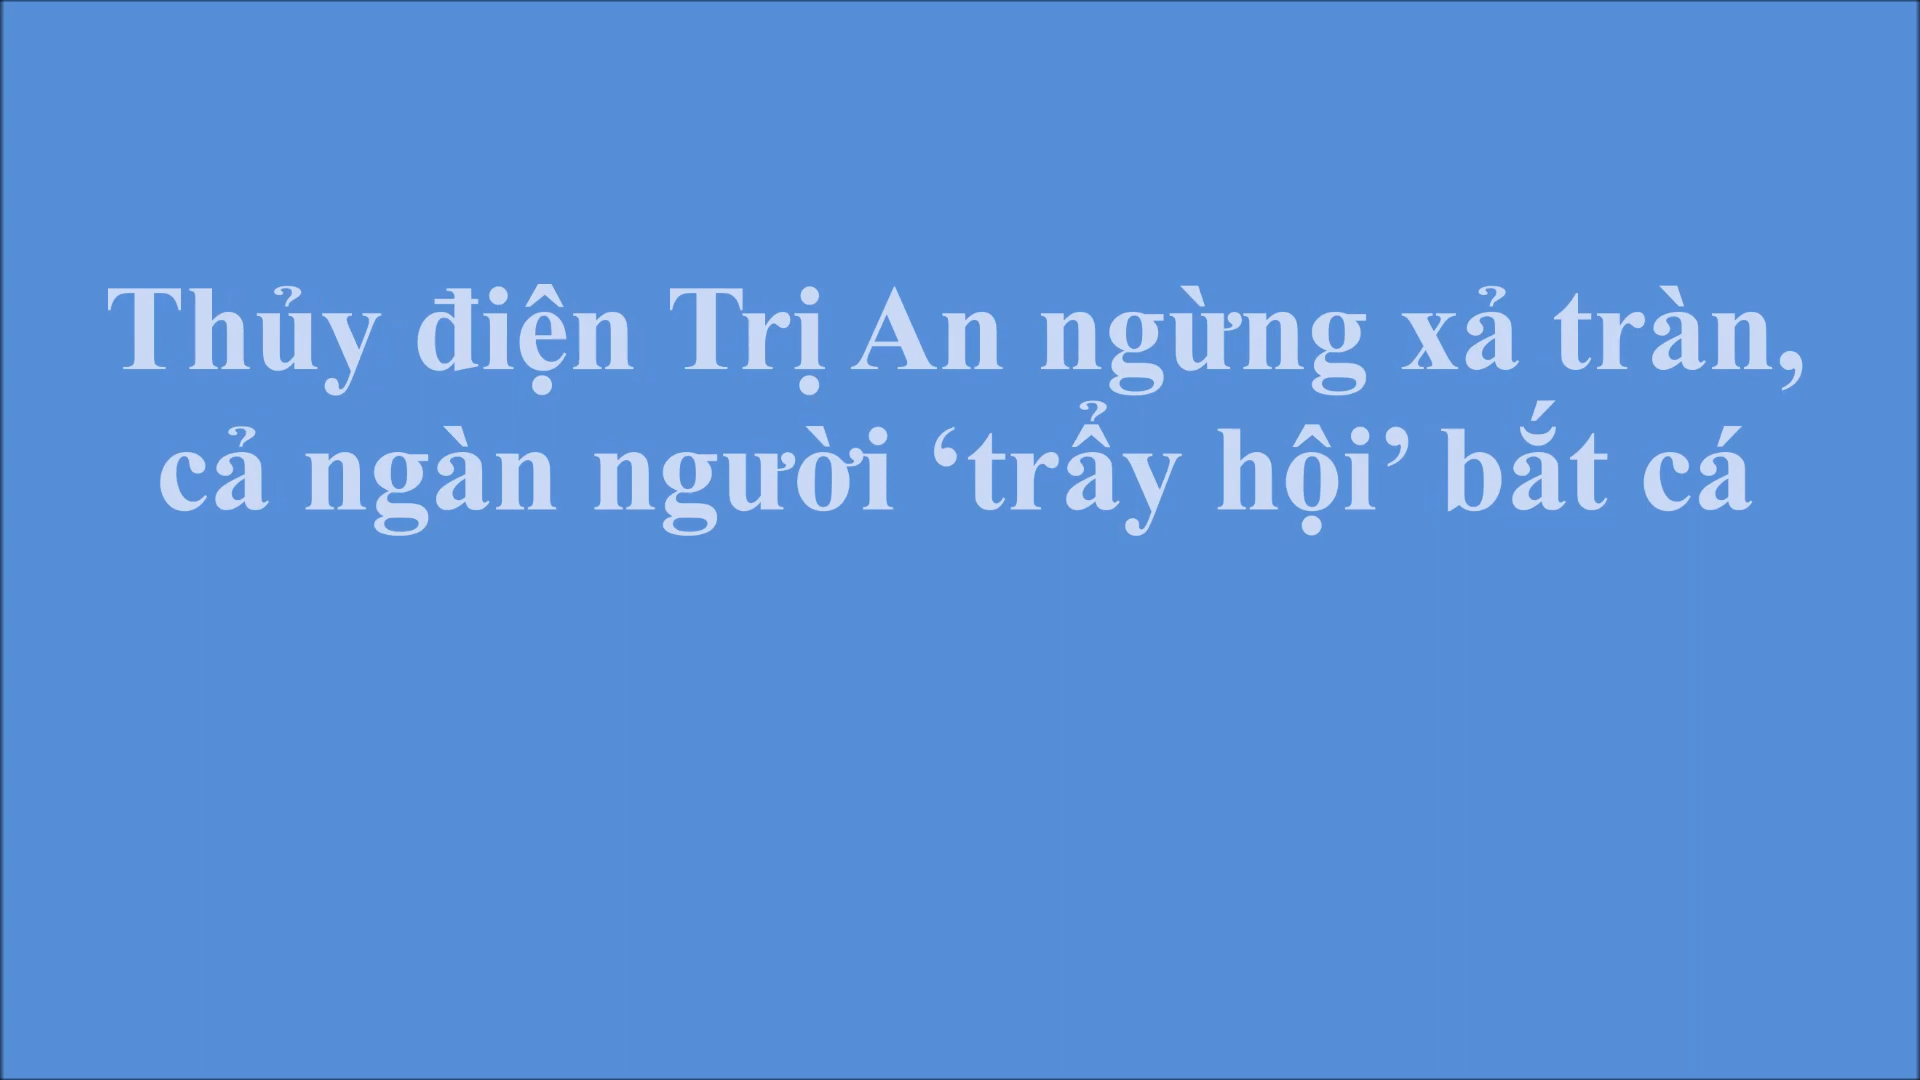 Thủy điện Trị An ngừng xả tràn,
cả ngàn người ‘trẩy hội’ bắt cá